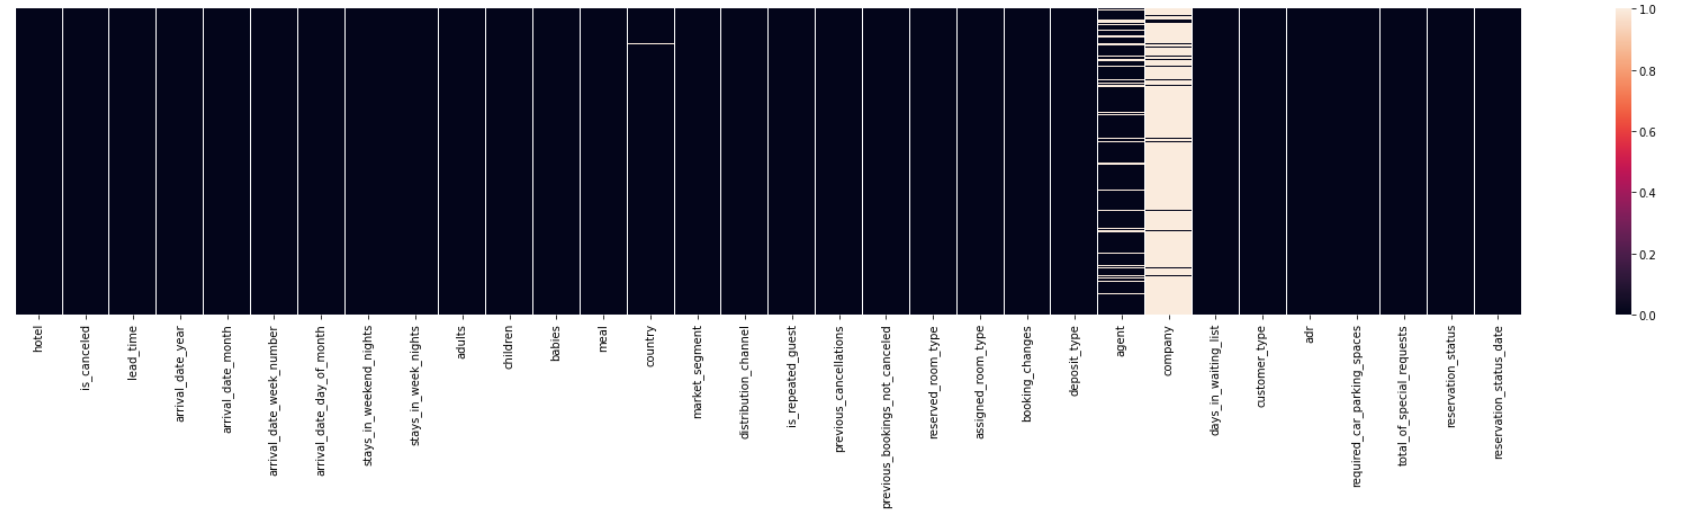 1.0
0.8
0.6
0.4
0.2
0.0
hotel
is_canceled
lead_time
arrival_date_year
arrival_date_month
arrival_date_week_number
arrival_date_day_of_month
stays_in_weekend_nights
stays_in_week_nights
adults
children
babies
meal
country
market_segment
distribution_channel
is_repeated_guest
previous_cancellations
previous_bookings_not_canceled
reserved_room_type
assigned_room_type
booking_changes
deposit_type
agent
company
days_in_waiting_list
customer_type
adr
required_car_parking_spaces
total_of_special_requests
reservation_status
reservation_status_date